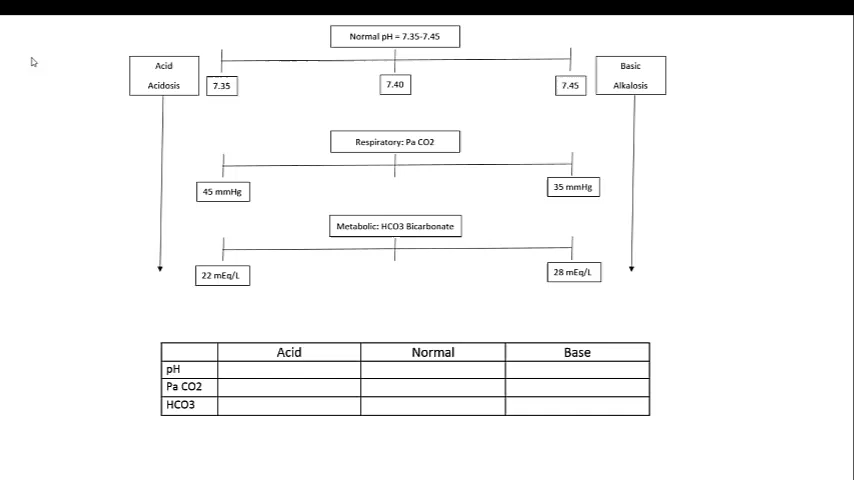 Normal pH = 7.35-7.45
Acid
Acidosis
7.35
7.40
7.45
Basic
Alkalosis
Respiratory: Pa CO2
45 mmHg
35 mmHg
Metabolic: HCO3 Bicarbonate
22 mEq/L
28 mEq/L
Acid Normal Base
pH
Pa CO2
HCO3